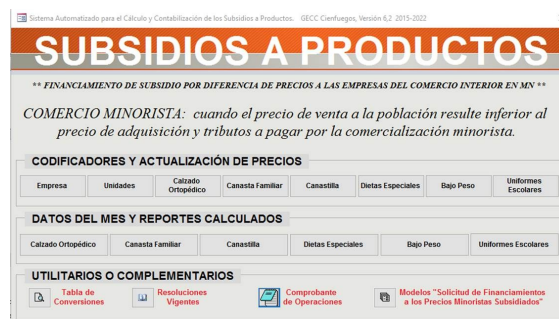 Sistema Automatizado para el Cálculo y Contabilización de los Subsidios a Productos. GECC Cienfuegos, Versión 6,2 2015-2022
SUBSIDIOS A PRODUCTOS
** FINANCIAMIENTO DE SUBSIDIO POR DIFERENCIA DE PRECIOS A LAS EMPRESAS DEL COMERCIO INTERIOR EN MN **
COMERCIO MINORISTA: cuando el precio de venta a la población resulte inferior al
precio de adquisición y tributos a pagar por la comercialización minorista.
CODIFICADORES Y ACTUALIZACIÓN DE PRECIOS
Empresa
Unidades
Calzado
Ortopédico
Canasta Familiar
Canastilla
Dietas Especiales
Bajo Peso
Uniformes
Escolares
DATOS DEL MES Y REPORTES CALCULADOS
Calzado Ortopédico
Canasta Familiar
Canastilla
Dietas Especiales
Bajo Peso
Uniformes Escolares
UTILITARIOS O COMPLEMENTARIOS
Tabla de
Conversiones
Resoluciones
Vigentes
Comprobante
de Operaciones
Modelos "Solicitud de Financiamientos
a los Precios Minoristas Subsidiados"